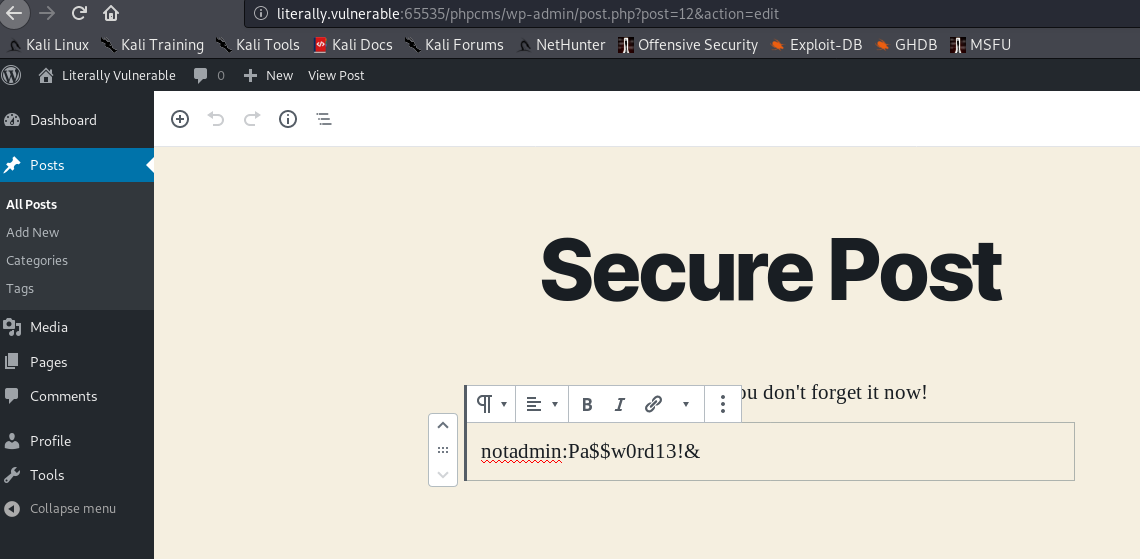 literally.vulnerable:65535/phpcms/wp-admin/post.php?post=12&action=edit
Kali Linux Kali Training Kali Tools Kali Docs Kali Forums NetHunter Offensive Security Exploit-DB GHDB MSFU
Literally Vulnerable 0 New View Post
Dashboard
Posts
All Posts
Add New
Categories
Tags
Media
Pages
Comments
Profile
Tools
Collapse menu
Secure Post
don't forget it now!
B I
notadmin:Pa$$w0rd13!&